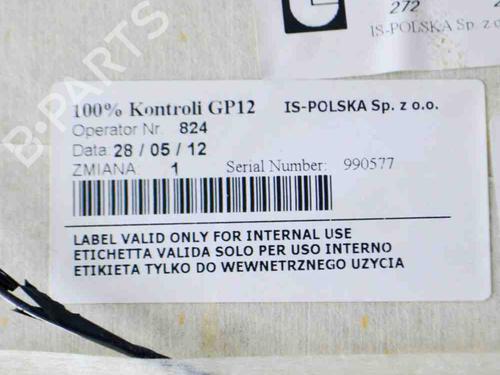 272
IS-POLSKA Sp. z o
100% Kontroli GP12 IS-POLSKA Sp. z o.o.
Operator Nr. 824
Data: 28 / 05 / 12
ZMIANA 1 Serial Number: 990577
LABEL VALID ONLY FOR INTERNAL USE
ETICHETTA VALIDA SOLO PER USO INTERNO
ETIKIETA TYLKO DO WEWNETRZNEGO UZYCIA
B-PARTS